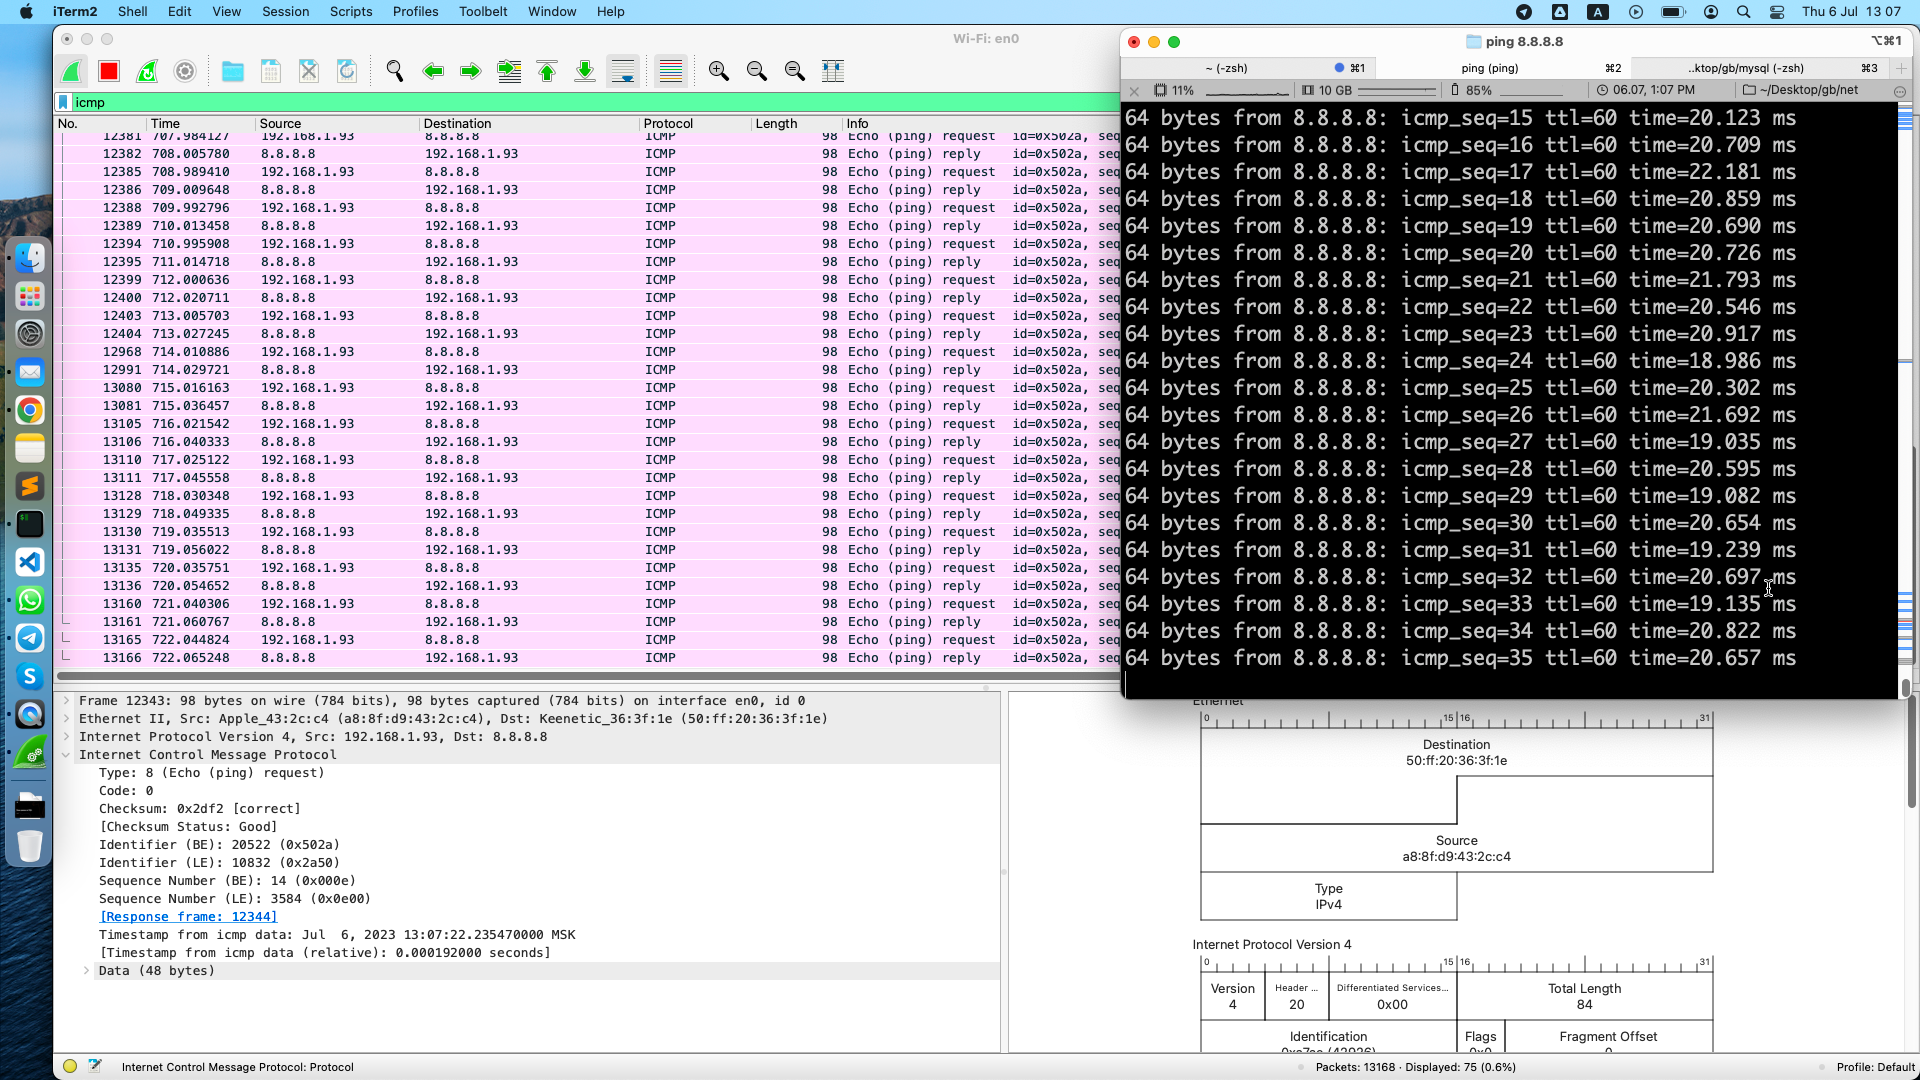 iTerm2 Shell Edit View Session Scripts Profiles Toolbelt Window Help A Thu 6 Jul 13 07
Wi-Fi: en0
icmp
No. Time Source Destination Protocol Length Info
12381 707.984127 192.168.1.93 8.8.8.8 ICMP 98 Echo (ping) request id=0x502a, seq
12382 708.005780 8.8.8.8 192.168.1.93 ICMP 98 Echo (ping) reply id=0x502a, seq
12385 708.989410 192.168.1.93 8.8.8.8 ICMP 98 Echo (ping) request id=0x502a, seq
12386 709.009648 8.8.8.8 192.168.1.93 ICMP 98 Echo (ping) reply id=0x502a, seq
12388 709.992796 192.168.1.93 8.8.8.8 ICMP 98 Echo (ping) request id=0x502a, seq
12389 710.013458 8.8.8.8 192.168.1.93 ICMP 98 Echo (ping) reply id=0x502a, seq
12394 710.995908 192.168.1.93 8.8.8.8 ICMP 98 Echo (ping) request id=0x502a, seq
12395 711.014718 8.8.8.8 192.168.1.93 ICMP 98 Echo (ping) reply id=0x502a, seq
12399 712.000636 192.168.1.93 8.8.8.8 ICMP 98 Echo (ping) request id=0x502a, seq
12400 712.020711 8.8.8.8 192.168.1.93 ICMP 98 Echo (ping) reply id=0x502a, seq
12403 713.005703 192.168.1.93 8.8.8.8 ICMP 98 Echo (ping) request id=0x502a, seq
12404 713.027245 8.8.8.8 192.168.1.93 ICMP 98 Echo (ping) reply id=0x502a, seq
12968 714.010886 192.168.1.93 8.8.8.8 ICMP 98 Echo (ping) request id=0x502a, seq
12991 714.029721 8.8.8.8 192.168.1.93 ICMP 98 Echo (ping) reply id=0x502a, seq
13080 715.016163 192.168.1.93 8.8.8.8 ICMP 98 Echo (ping) request id=0x502a, seq
13081 715.036457 8.8.8.8 192.168.1.93 ICMP 98 Echo (ping) reply id=0x502a, seq
13105 716.021542 192.168.1.93 8.8.8.8 ICMP 98 Echo (ping) request id=0x502a, seq
13106 716.040333 8.8.8.8 192.168.1.93 ICMP 98 Echo (ping) reply id=0x502a, seq
13110 717.025122 192.168.1.93 8.8.8.8 ICMP 98 Echo (ping) request id=0x502a, seq
13111 717.045558 8.8.8.8 192.168.1.93 ICMP 98 Echo (ping) reply id=0x502a, seq
13128 718.030348 192.168.1.93 8.8.8.8 ICMP 98 Echo (ping) request id=0x502a, seq
13129 718.049335 8.8.8.8 192.168.1.93 ICMP 98 Echo (ping) reply id=0x502a, seq
13130 719.035513 192.168.1.93 8.8.8.8 ICMP 98 Echo (ping) request id=0x502a, seq
13131 719.056022 8.8.8.8 192.168.1.93 ICMP 98 Echo (ping) reply id=0x502a, seq
13135 720.035751 192.168.1.93 8.8.8.8 ICMP 98 Echo (ping) request id=0x502a, seq
13136 720.054652 8.8.8.8 192.168.1.93 ICMP 98 Echo (ping) reply id=0x502a, seq
13160 721.040306 192.168.1.93 8.8.8.8 ICMP 98 Echo (ping) request id=0x502a, seq
13161 721.060767 8.8.8.8 192.168.1.93 ICMP 98 Echo (ping) reply id=0x502a, seq
13165 722.044824 192.168.1.93 8.8.8.8 ICMP 98 Echo (ping) request id=0x502a, seq
13166 722.065248 8.8.8.8 192.168.1.93 ICMP 98 Echo (ping) reply id=0x502a, seq
ping 8.8.8.8 ⌥⌘1
~ (-zsh) ⌘1 ping (ping) ⌘2 ..ktop/gb/mysql (-zsh) ⌘3
11% 10 GB 85% 06.07, 1:07 PM ~/Desktop/gb/net
64 bytes from 8.8.8.8: icmp_seq=15 ttl=60 time=20.123 ms
64 bytes from 8.8.8.8: icmp_seq=16 ttl=60 time=20.709 ms
64 bytes from 8.8.8.8: icmp_seq=17 ttl=60 time=22.181 ms
64 bytes from 8.8.8.8: icmp_seq=18 ttl=60 time=20.859 ms
64 bytes from 8.8.8.8: icmp_seq=19 ttl=60 time=20.690 ms
64 bytes from 8.8.8.8: icmp_seq=20 ttl=60 time=20.726 ms
64 bytes from 8.8.8.8: icmp_seq=21 ttl=60 time=21.793 ms
64 bytes from 8.8.8.8: icmp_seq=22 ttl=60 time=20.546 ms
64 bytes from 8.8.8.8: icmp_seq=23 ttl=60 time=20.917 ms
64 bytes from 8.8.8.8: icmp_seq=24 ttl=60 time=18.986 ms
64 bytes from 8.8.8.8: icmp_seq=25 ttl=60 time=20.302 ms
64 bytes from 8.8.8.8: icmp_seq=26 ttl=60 time=21.692 ms
64 bytes from 8.8.8.8: icmp_seq=27 ttl=60 time=19.035 ms
64 bytes from 8.8.8.8: icmp_seq=28 ttl=60 time=20.595 ms
64 bytes from 8.8.8.8: icmp_seq=29 ttl=60 time=19.082 ms
64 bytes from 8.8.8.8: icmp_seq=30 ttl=60 time=20.654 ms
64 bytes from 8.8.8.8: icmp_seq=31 ttl=60 time=19.239 ms
64 bytes from 8.8.8.8: icmp_seq=32 ttl=60 time=20.697 ms
64 bytes from 8.8.8.8: icmp_seq=33 ttl=60 time=19.135 ms
64 bytes from 8.8.8.8: icmp_seq=34 ttl=60 time=20.822 ms
64 bytes from 8.8.8.8: icmp_seq=35 ttl=60 time=20.657 ms
Frame 12343: 98 bytes on wire (784 bits), 98 bytes captured (784 bits) on interface en0, id 0
Ethernet II, Src: Apple_43:2c:c4 (a8:8f:d9:43:2c:c4), Dst: Keenetic_36:3f:1e (50:ff:20:36:3f:1e)
Internet Protocol Version 4, Src: 192.168.1.93, Dst: 8.8.8.8
Internet Control Message Protocol
Type: 8 (Echo (ping) request)
Code: 0
Checksum: 0x2df2 [correct]
[Checksum Status: Good]
Identifier (BE): 20522 (0x502a)
Identifier (LE): 10832 (0x2a50)
Sequence Number (BE): 14 (0x000e)
Sequence Number (LE): 3584 (0x0e00)
[Response frame: 12344]
Timestamp from icmp data: Jul 6, 2023 13:07:22.235470000 MSK
[Timestamp from icmp data (relative): 0.000192000 seconds]
Data (48 bytes)
Ethernet
0 15 16 31
Destination
50:ff:20:36:3f:1e
Source
a8:8f:d9:43:2c:c4
Type
IPv4
Internet Protocol Version 4
0 15 16 31
Version Header ... Differentiated Services... Total Length
4 20 0x00 84
Identification Flags Fragment Offset
Internet Control Message Protocol: Protocol Packets: 13168 · Displayed: 75 (0.6%) Profile: Default